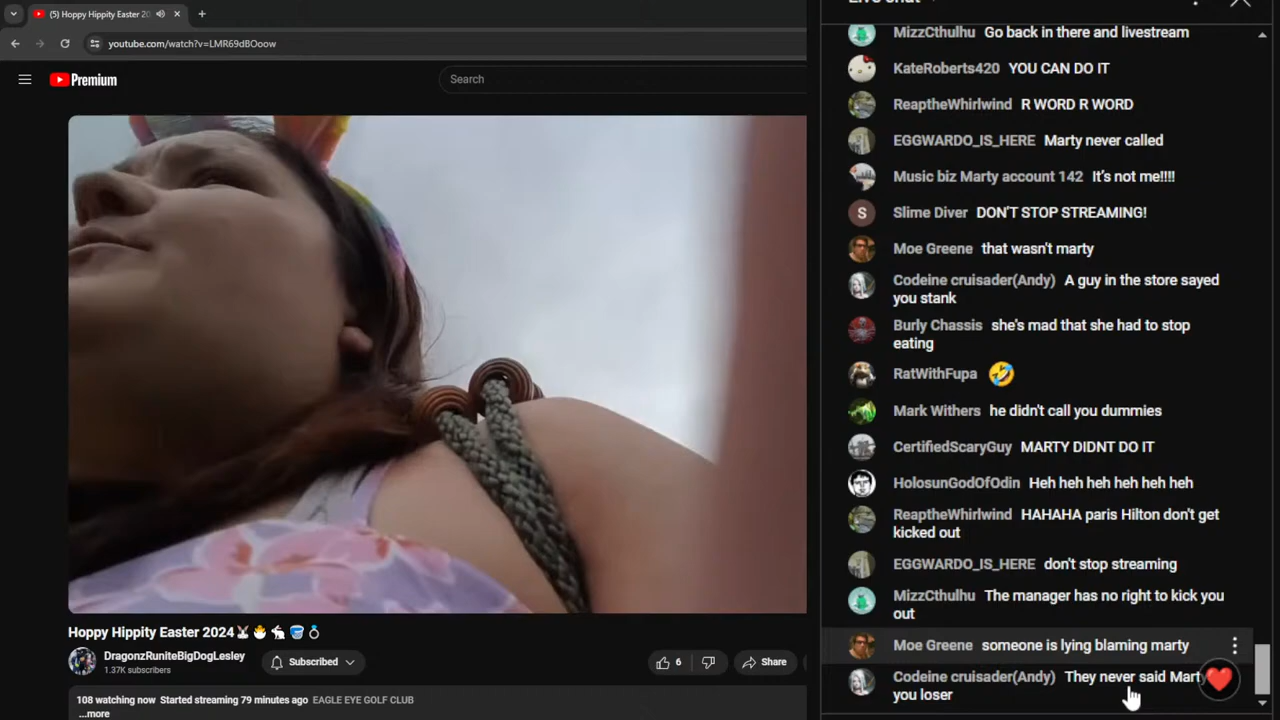 (5) Hoppy Hippity Easter 20
youtube.com/watch?v=LMR69dBOoow
Premium
Search
Hoppy Hippity Easter 2024
DragonzRuniteBigDogLesley
1.37K subscribers
Subscribed
6
Share
108 watching now Started streaming 79 minutes ago EAGLE EYE GOLF CLUB
...more
MizzCthulhu Go back in there and livestream
KateRoberts420 YOU CAN DO IT
ReaptheWhirlwind R WORD R WORD
EGGWARDO_IS_HERE Marty never called
Music biz Marty account 142 It's not me!!!!
S
Slime Diver DON'T STOP STREAMING!
Moe Greene that wasn't marty
Codeine cruisader(Andy) A guy in the store sayed
you stank
Burly Chassis she's mad that she had to stop
eating
RatWithFupa
Mark Withers he didn't call you dummies
CertifiedScaryGuy MARTY DIDNT DO IT
HolosunGodOfOdin Heh heh heh heh heh heh
ReaptheWhirlwind HAHAHA paris Hilton don't get
kicked out
EGGWARDO_IS_HERE don't stop streaming
MizzCthulhu The manager has no right to kick you
out
Moe Greene someone is lying blaming marty
Codeine cruisader(Andy) They never said Mart
you loser